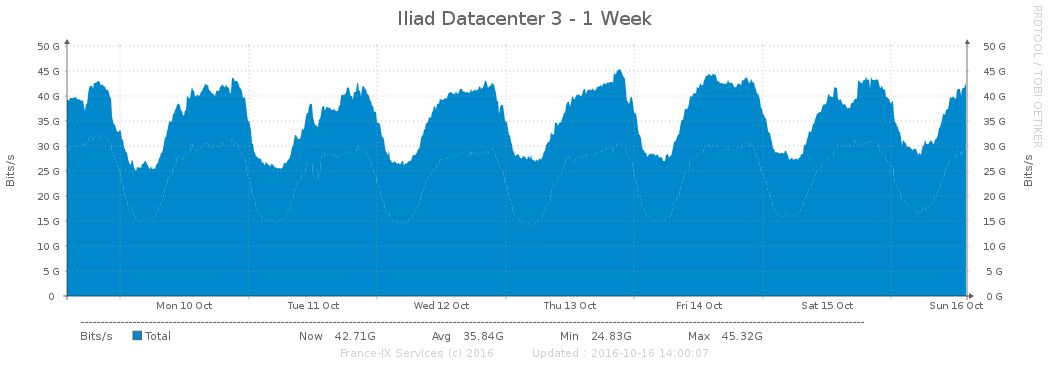 Iliad Datacenter 3 - 1 Week
RRDTOOL / TOBI OETIKER
50 G 50 G
45 G 45 G
40 G 40 G
35 G 35 G
30 G 30 G
25 G 25 G
20 G 20 G
15 G 15 G
10 G 10 G
5 G 5 G
0 0 G
Bits/s
Bits/s
Mon 10 Oct Tue 11 Oct Wed 12 Oct Thu 13 Oct Fri 14 Oct Sat 15 Oct Sun 16 Oct
Bits/s Total Now 42.71G Avg 35.84G Min 24.83G Max 45.32G
France-IX Services (c) 2016 Updated : 2016-10-16 14:00:07